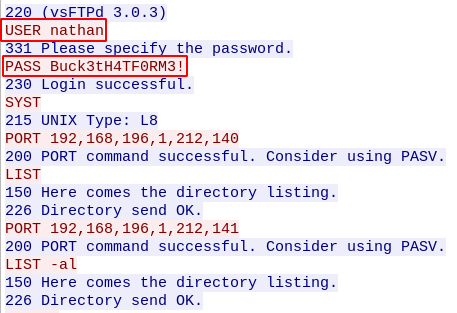 220 (vsFTPd 3.0.3)
USER nathan
331 Please specify the password.
PASS Buck3tH4TF0RM3!
230 Login successful.
SYST
215 UNIX Type: L8
PORT 192,168,196,1,212,140
200 PORT command successful. Consider using PASV.
LIST
150 Here comes the directory listing.
226 Directory send OK.
PORT 192,168,196,1,212,141
200 PORT command successful. Consider using PASV.
LIST -al
150 Here comes the directory listing.
226 Directory send OK.